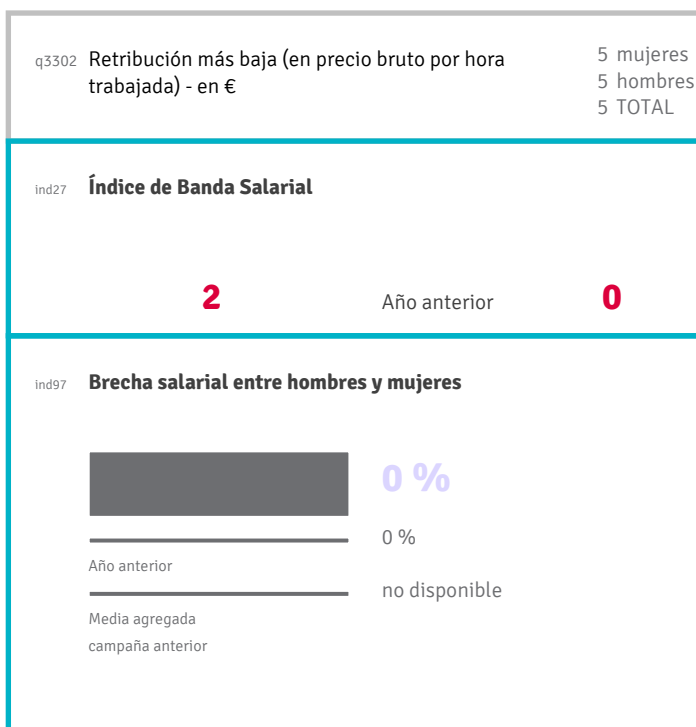 q3302 Retribución más baja (en precio bruto por hora
trabajada) - en €
5 mujeres
5 hombres
5 TOTAL
ind27 Índice de Banda Salarial
2 Año anterior 0
ind97 Brecha salarial entre hombres y mujeres
0 %
0 %
Año anterior
no disponible
Media agregada
campaña anterior